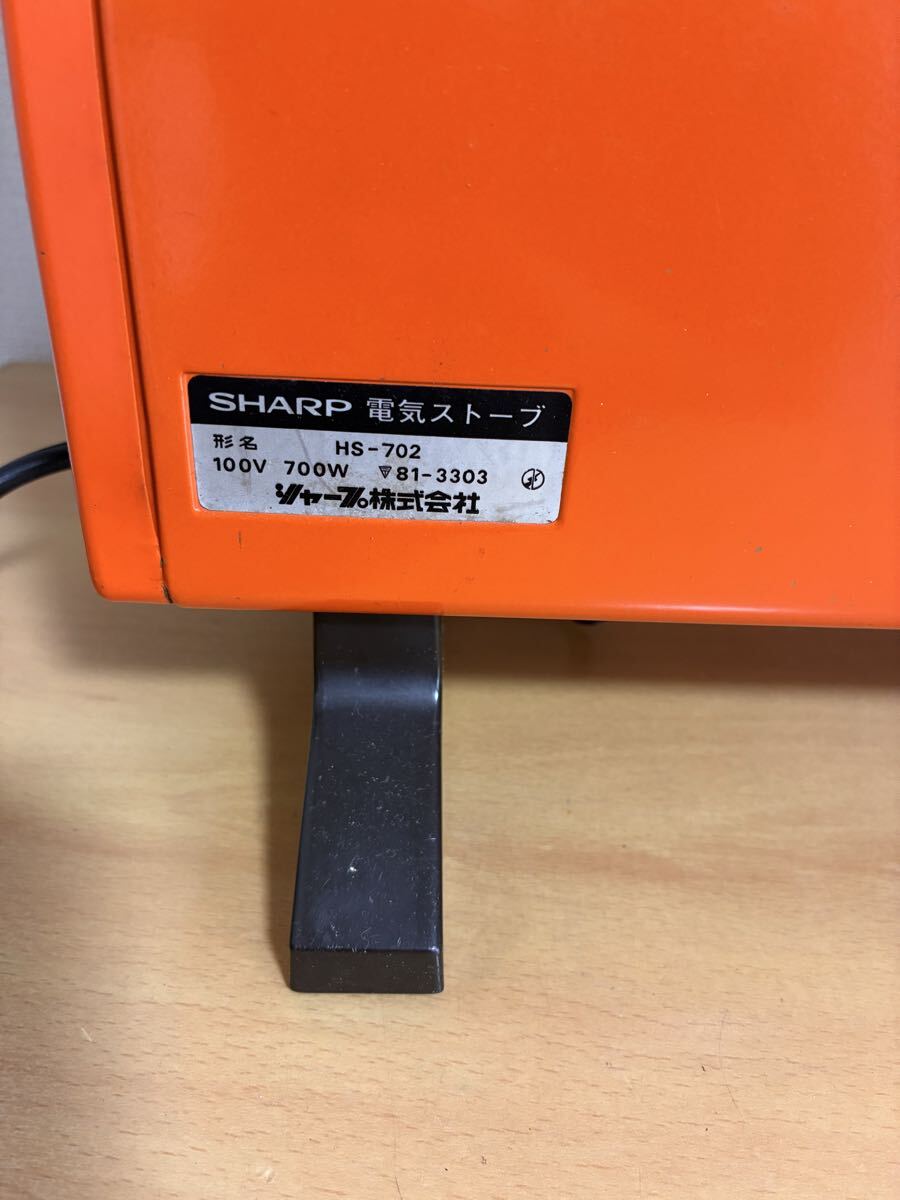 SHARP 電気ストーブ
形名 HS-702
100V 700W ▽81-3303
シャープ株式会社